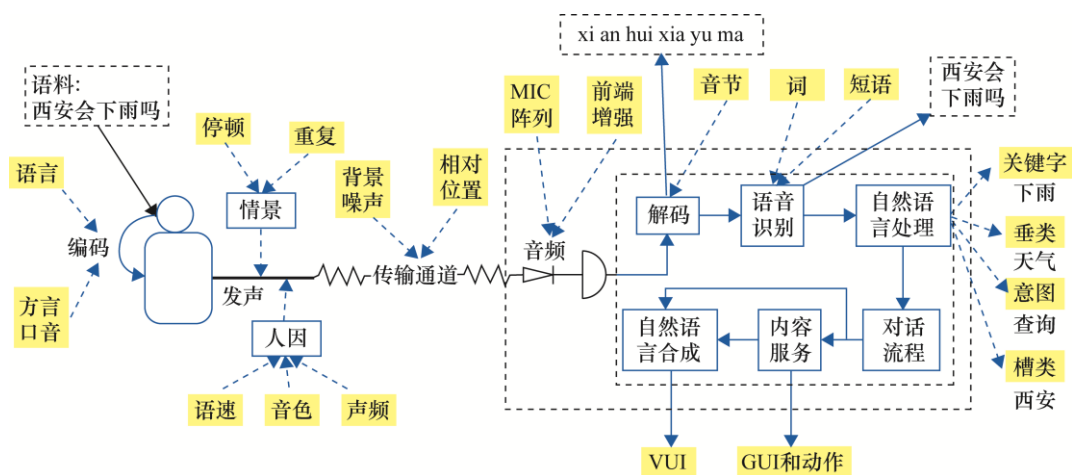 xi an hui xia yu ma
语料:
西安会下雨吗
MIC
阵列
前端
增强
音节
词
短语
西安会
下雨吗
停顿
重复
语言
背景
噪声
相对
位置
关键字
下雨
情景
解码
语音
识别
自然语
言处理
编码
音频
垂类
天气
传输通道
发声
意图
查询
方言
口音
人因
自然语
言合成
内容
服务
对话
流程
槽类
西安
语速
音色
声频
VUI
GUI和动作